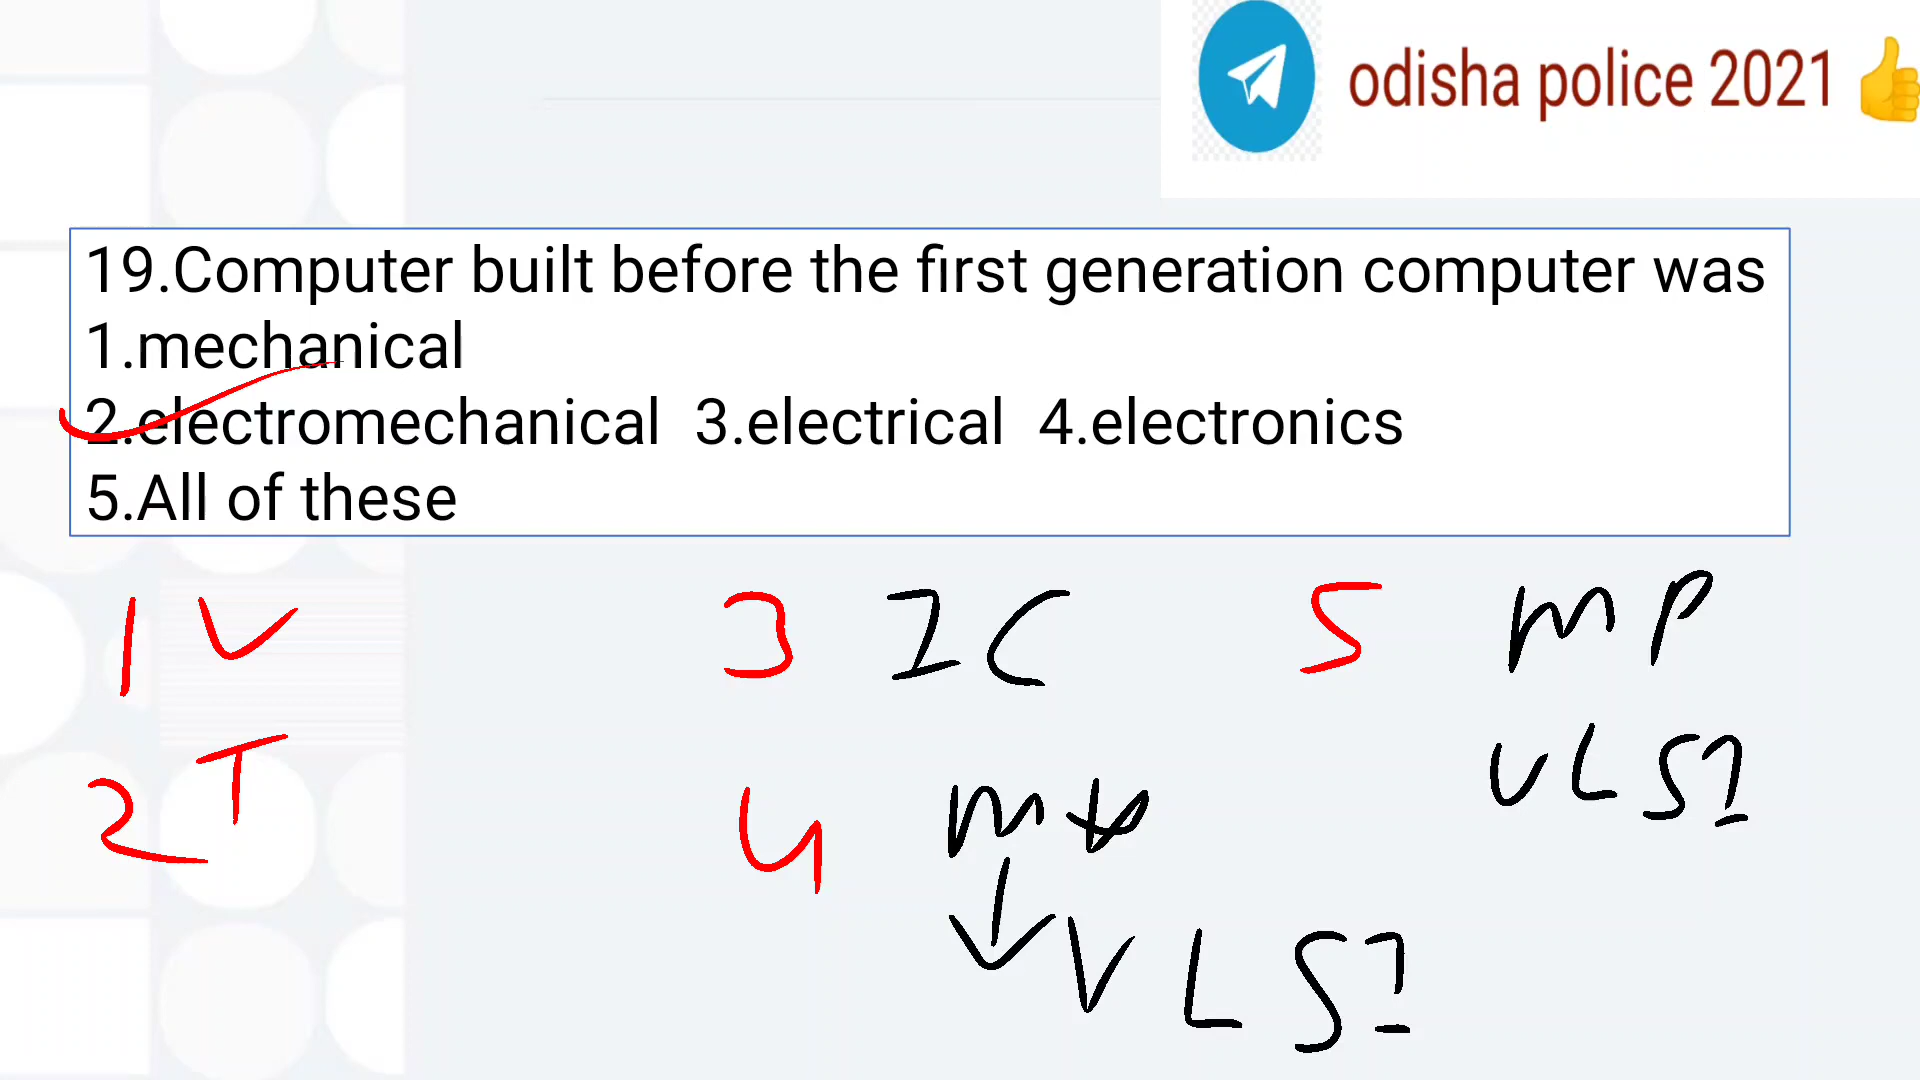 odisha police 2021 👍
19.Computer built before the first generation computer was
1.mechanical
2.electromechanical 3.electrical 4.electronics
5.All of these
1 V
2 T
3 IC
4 m
VLSI
5 MP
VLSI